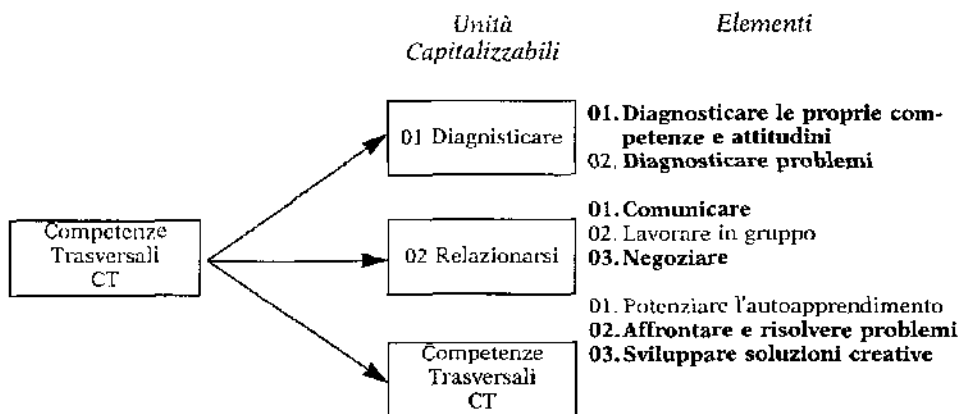 Unità
Capitalizzabili
Elementi
01 Diagnisticare
01. Diagnosticare le proprie com-
petenze e attitudini
02. Diagnosticare problemi
Competenze
Trasversali
CT
02 Relazionarsi
01. Comunicare
02. Lavorare in gruppo
03. Negoziare
Competenze
Trasversali
CT
01. Potenziare l'autoapprendimento
02. Affrontare e risolvere problemi
03. Sviluppare soluzioni creative